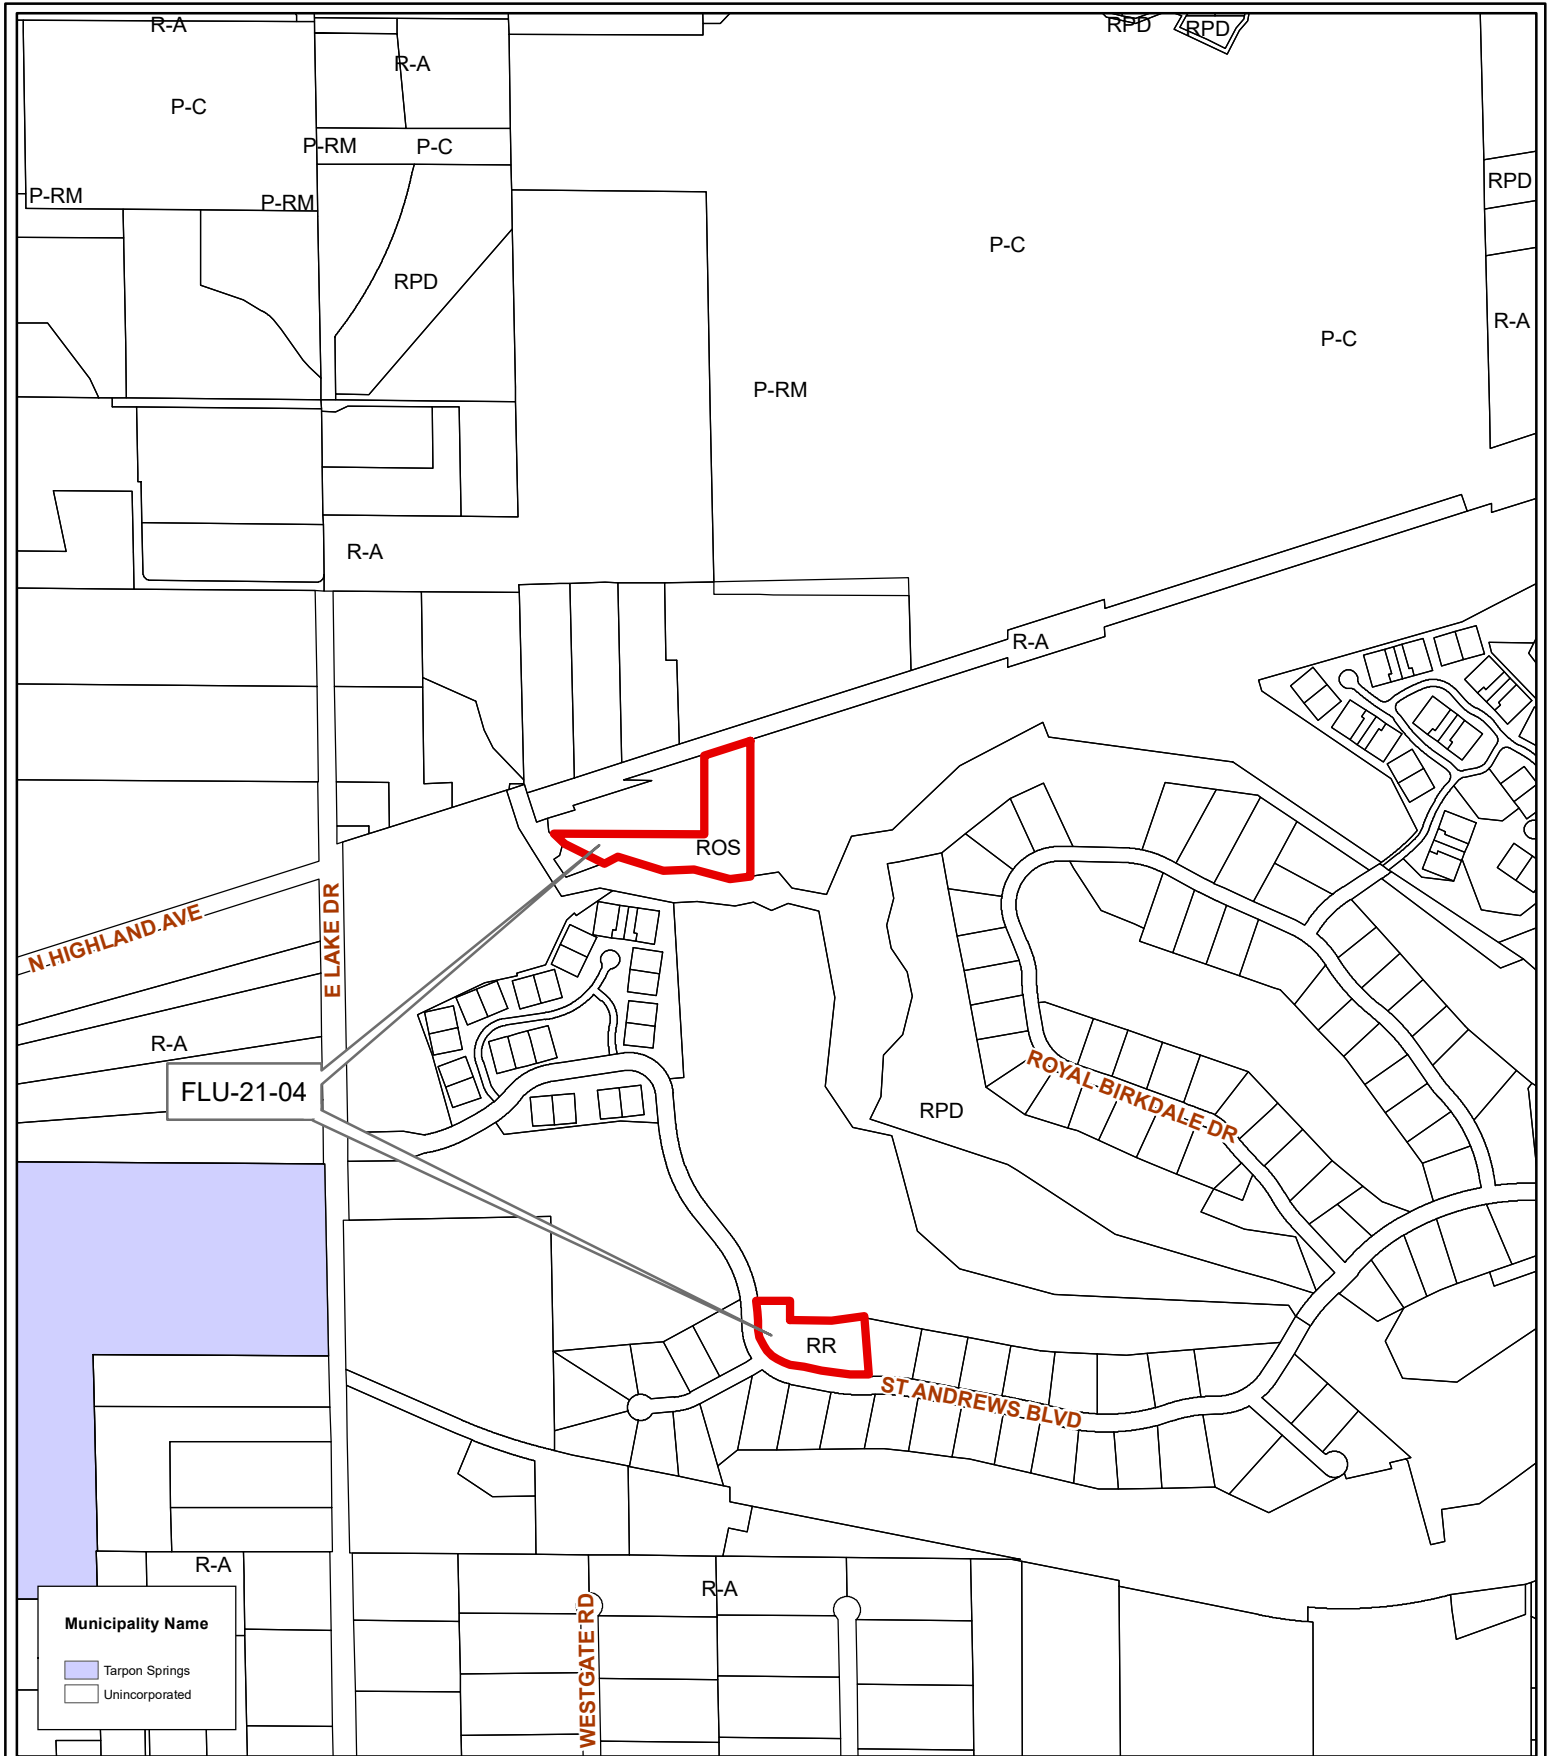 R-A
RPD
RPD
R-A
P-C
P-RM
P-C
RPD
P-RM
P-RM
P-C
RPD
R-A
P-C
P-RM
R-A
R-A
ROS
N HIGHLAND AVE
E LAKE DR
R-A
FLU-21-04
ROYAL BIRKDALE DR
RPD
RR
ST ANDREWS BLVD
R-A
R-A
WESTGATE RD
Municipality Name
Tarpon Springs
Unincorporated